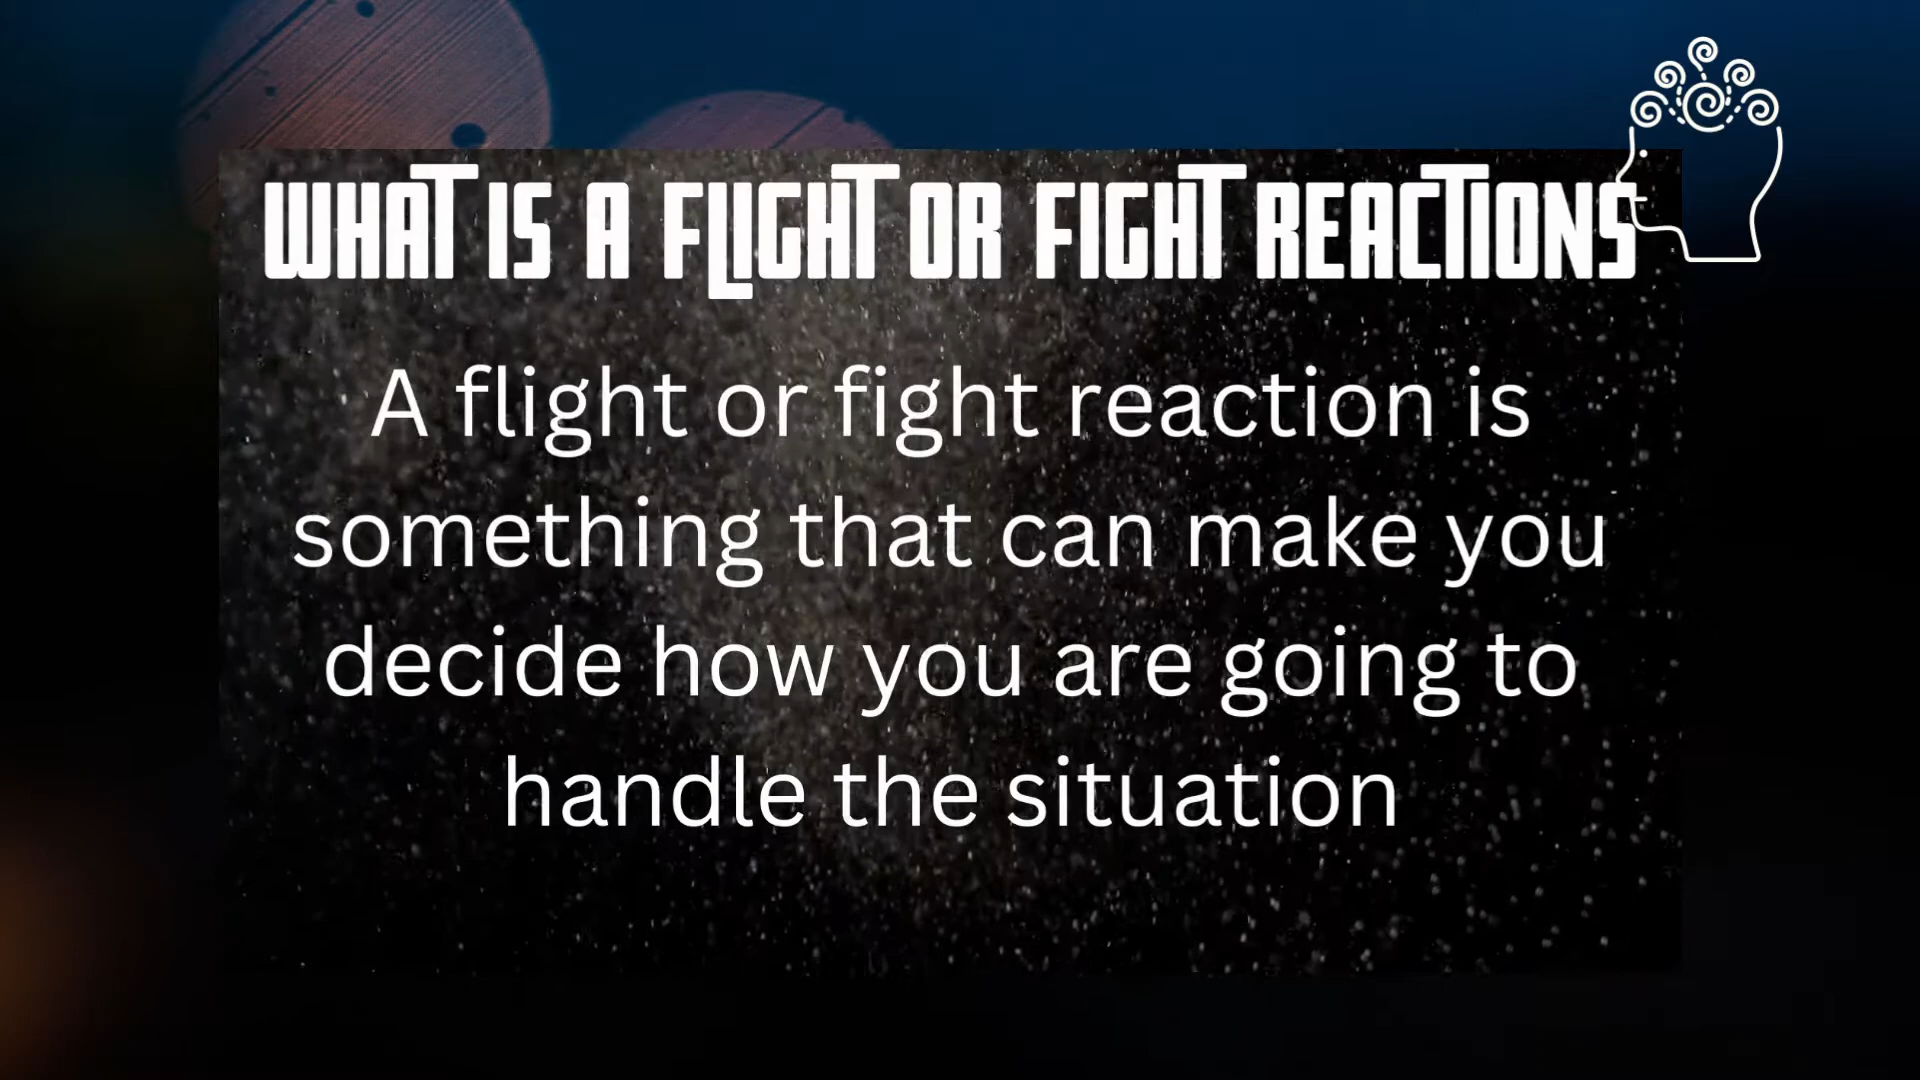 WHAT IS A FLIGHT OR FIGHT REACTIONS
A flight or fight reaction is
something that can make you
decide how you are going to
handle the situation